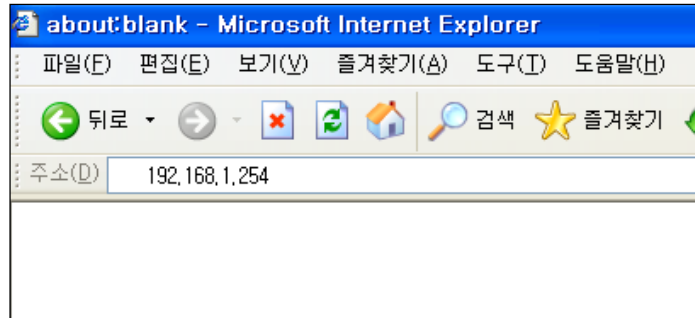 about:blank - Microsoft Internet Explorer
파일(F) 편집(E) 보기(V) 즐겨찾기(A) 도구(T) 도움말(H)
뒤로 검색 즐겨찾기
주소(D) 192,168,1,254